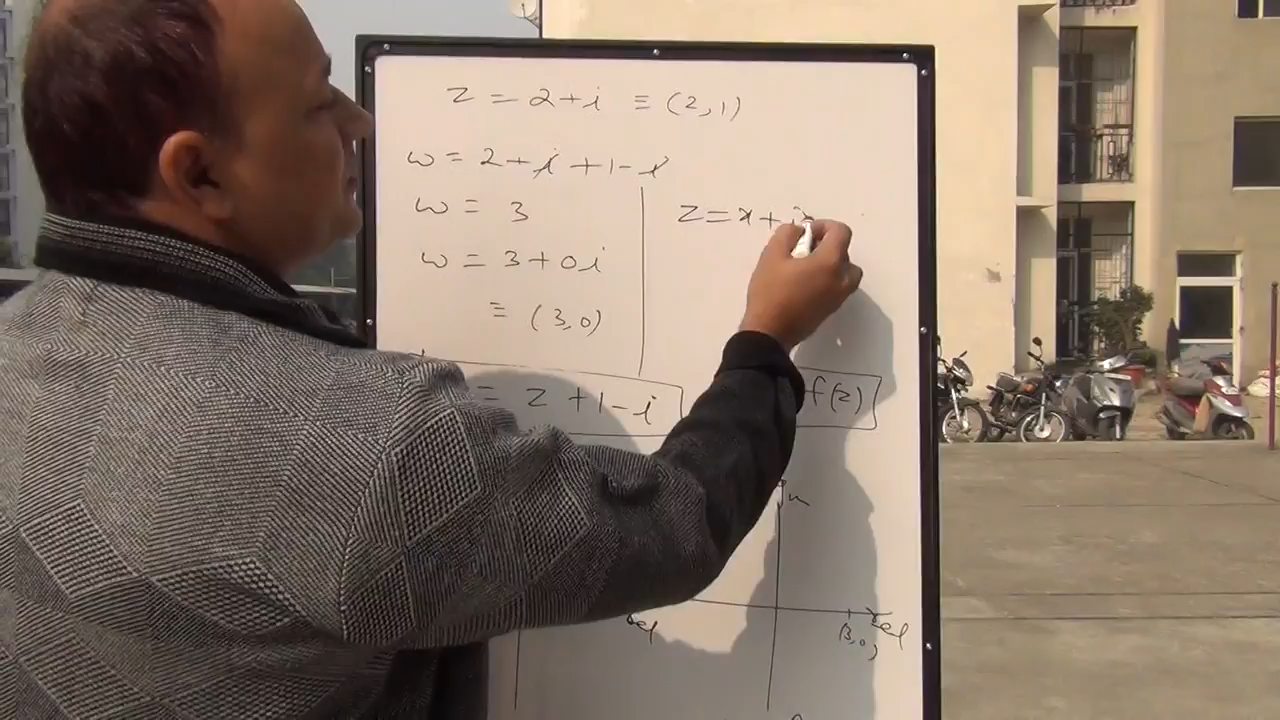 z = 2 + i ≡ (2, 1)
w = 2 + i + 1 - i
w = 3
w = 3 + 0i
≡ (3, 0)
z = x + i
= z + 1 - i
f(z)
(3, 0)